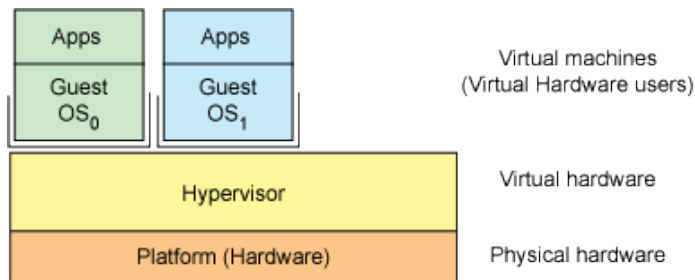 Apps
Apps
Virtual machines
(Virtual Hardware users)
Guest
OS0
Guest
OS1
Hypervisor
Virtual hardware
Platform (Hardware)
Physical hardware